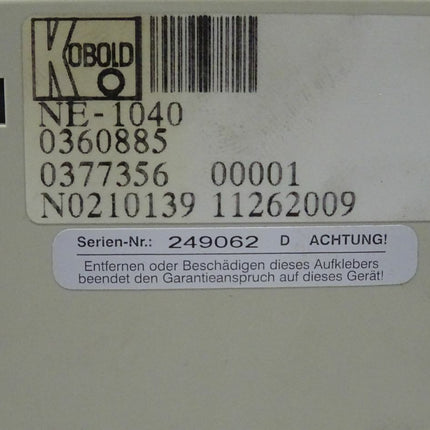 KOBOLD
NE-1040
0360885
0377356 00001
N0210139 11262009
Serien-Nr.: 249062 D ACHTUNG!
Entfernen oder Beschädigen dieses Aufklebers
beendet den Garantieanspruch auf dieses Gerät!